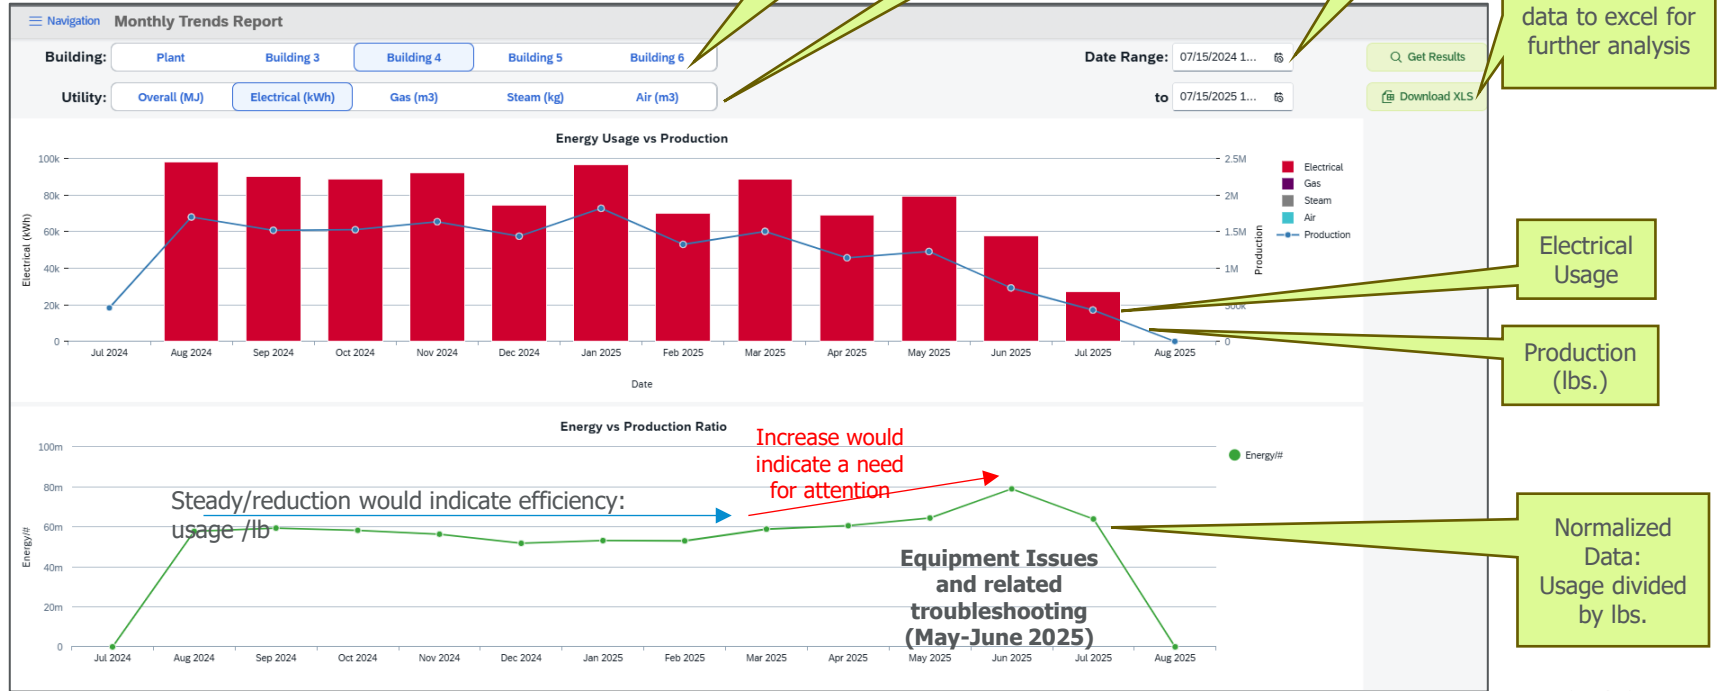 Navigation Monthly Trends Report
data to excel for
further analysis
Building: Plant Building 3 Building 4 Building 5 Building 6
Date Range: 07/15/2024 1...
Get Results
Utility: Overall (MJ) Electrical (kWh) Gas (m3) Steam (kg) Air (m3)
to 07/15/2025 1...
Download XLS
Energy Usage vs Production
100k
80k
60k
40k
20k
0
Electrical (kWh)
2.5M
2M
1.5M
1M
500k
0
Production
Electrical
Gas
Steam
Air
Production
Jul 2024 Aug 2024 Sep 2024 Oct 2024 Nov 2024 Dec 2024 Jan 2025 Feb 2025 Mar 2025 Apr 2025 May 2025 Jun 2025 Jul 2025 Aug 2025
Date
Electrical
Usage
Production
(lbs.)
Energy vs Production Ratio
100m
80m
60m
40m
20m
0
Energy/#
Energy/#
Steady/reduction would indicate efficiency:
usage /lb
Increase would
indicate a need
for attention
Equipment Issues
and related
troubleshooting
(May-June 2025)
Jul 2024 Aug 2024 Sep 2024 Oct 2024 Nov 2024 Dec 2024 Jan 2025 Feb 2025 Mar 2025 Apr 2025 May 2025 Jun 2025 Jul 2025 Aug 2025
Normalized
Data:
Usage divided
by lbs.